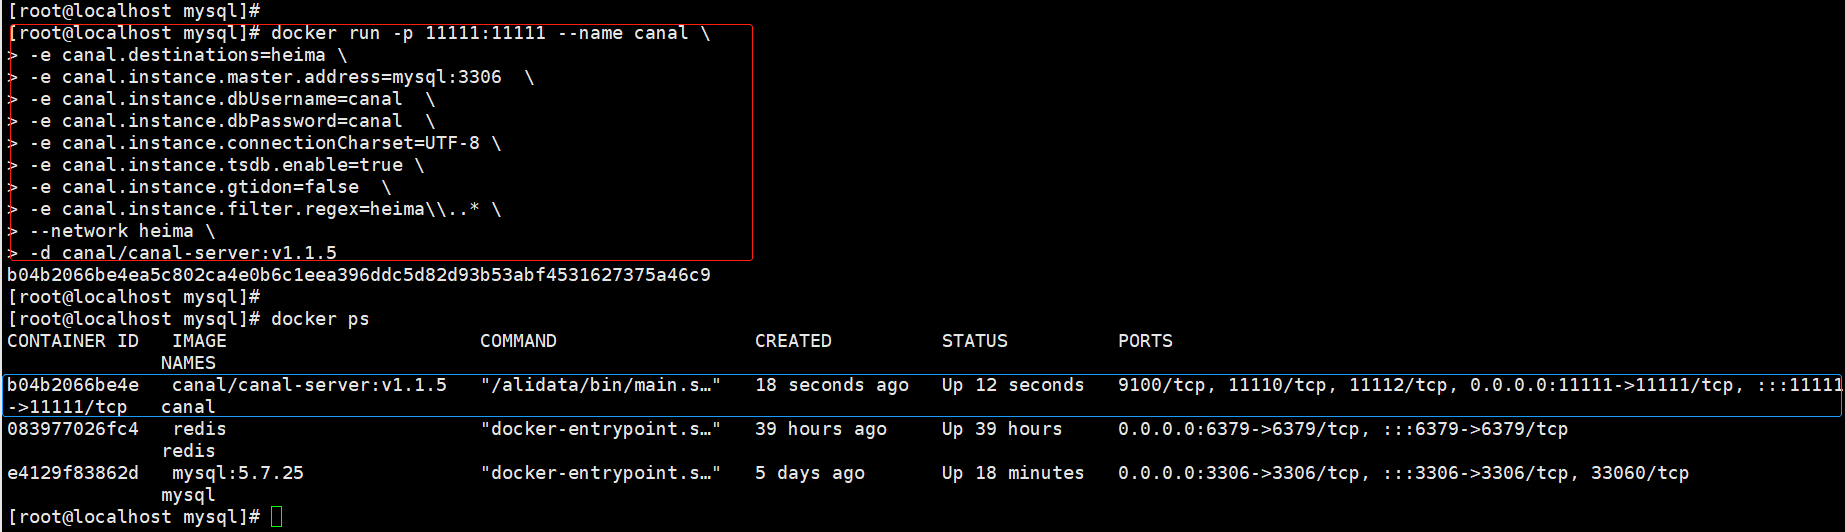 [root@localhost mysql]#
[root@localhost mysql]# docker run -p 11111:11111 --name canal \
> -e canal.destinations=heima \
> -e canal.instance.master.address=mysql:3306  \
> -e canal.instance.dbUsername=canal  \
> -e canal.instance.dbPassword=canal  \
> -e canal.instance.connectionCharset=UTF-8 \
> -e canal.instance.tsdb.enable=true \
> -e canal.instance.gtidon=false  \
> -e canal.instance.filter.regex=heima\\..* \
> --network heima \
> -d canal/canal-server:v1.1.5
b04b2066be4ea5c802ca4e0b6c1eea396ddc5d82d93b53abf4531627375a46c9
[root@localhost mysql]#
[root@localhost mysql]# docker ps
CONTAINER ID   IMAGE                       COMMAND                  CREATED          STATUS          PORTS
              NAMES
b04b2066be4e   canal/canal-server:v1.1.5   "/alidata/bin/main.s…"   18 seconds ago   Up 12 seconds   9100/tcp, 11110/tcp, 11112/tcp, 0.0.0.0:11111->11111/tcp, :::11111
->11111/tcp   canal
083977026fc4   redis                       "docker-entrypoint.s…"   39 hours ago     Up 39 hours     0.0.0.0:6379->6379/tcp, :::6379->6379/tcp
              redis
e4129f83862d   mysql:5.7.25                "docker-entrypoint.s…"   5 days ago       Up 18 minutes   0.0.0.0:3306->3306/tcp, :::3306->3306/tcp, 33060/tcp
              mysql
[root@localhost mysql]#